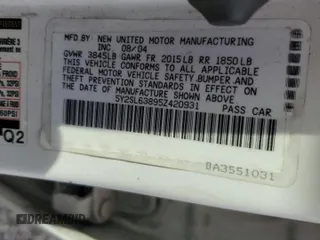 MFD BY NEW UNITED MOTOR MANUFACTURING
INC. 08/04
GVWR 3845LB GAWR FR 2015LB RR 1850LB
THIS VEHICLE CONFORMS TO ALL APPLICABLE
FEDERAL MOTOR VEHICLE SAFETY, BUMPER, AND
THEFT PREVENTION STANDARDS IN EFFECT ON
THE DATE OF MANUFACTURE SHOWN ABOVE.
5Y2SL63895Z420931 PASS CAR
8A3551031
Q2
DREAMBID